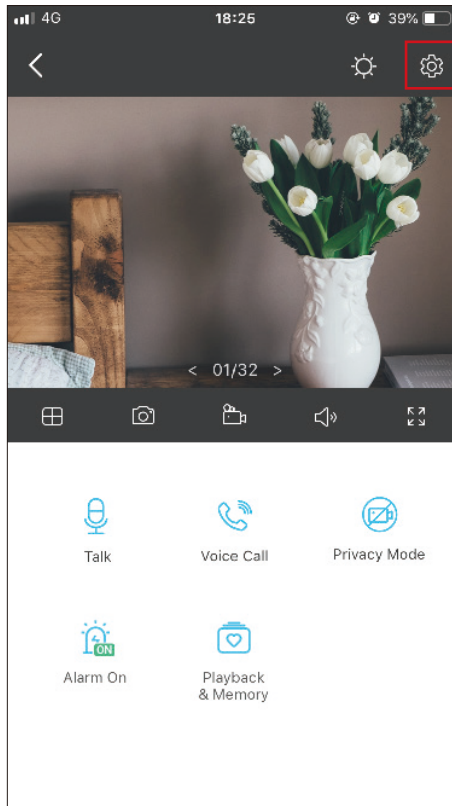 4G 18:25 39%
< 01/32 >
Talk Voice Call Privacy Mode
ON
Alarm On Playback
& Memory